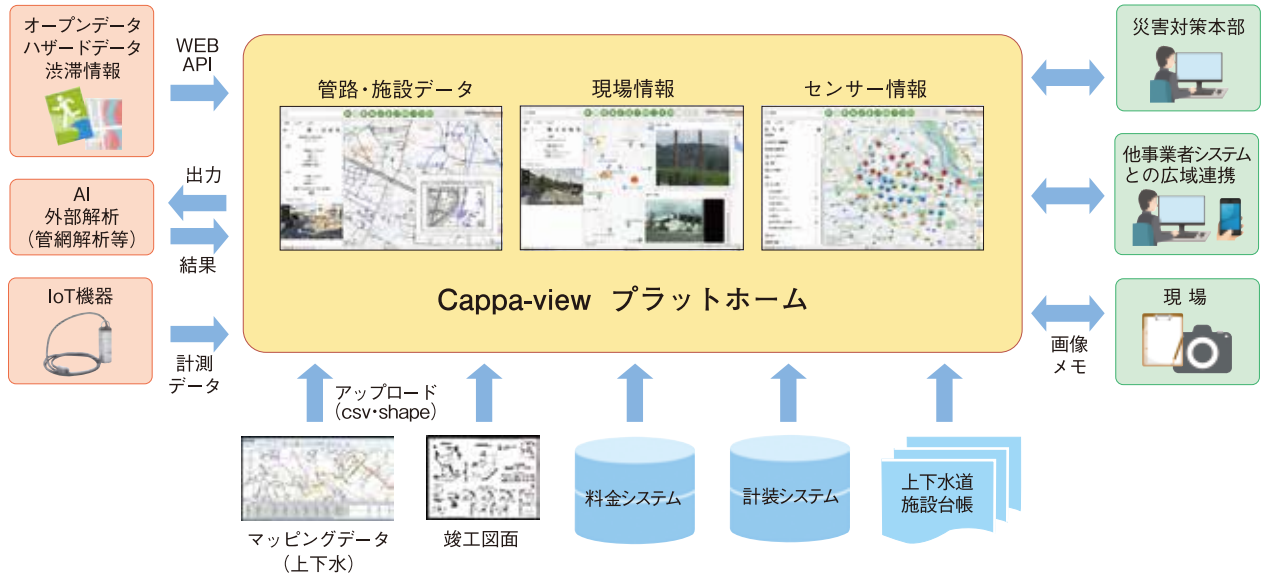 オープンデータ
ハザードデータ
渋滞情報
WEB
API
AI
外部解析
（管網解析等）
出力
結果
IoT機器
計測
データ
管路・施設データ
現場情報
センサー情報
Cappa-view プラットホーム
災害対策本部
他事業者システム
との広域連携
現 場
画像
メモ
アップロード
（csv・shape）
マッピングデータ
（上下水）
竣工図面
料金システム
計装システム
上下水道
施設台帳